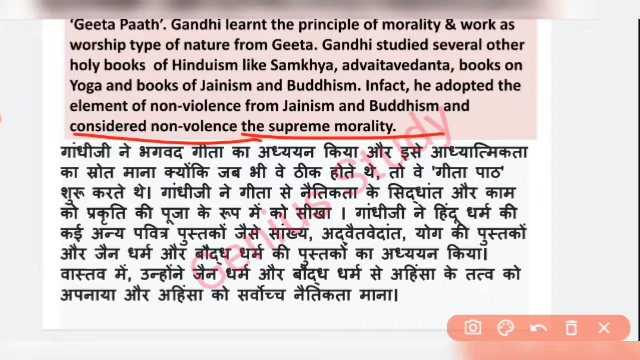 ‘Geeta Paath’. Gandhi learnt the principle of morality & work as
worship type of nature from Geeta. Gandhi studied several other
holy books of Hinduism like Samkhya, advaitavedanta, books on
Yoga and books of Jainism and Buddhism. Infact, he adopted the
element of non-violence from Jainism and Buddhism and
considered non-volence the supreme morality.
गांधीजी ने भगवद गीता का अध्ययन किया और इसे आध्यात्मिकता
का स्रोत माना क्योंकि जब भी वे ठीक होते थे, तो वे 'गीता पाठ'
शुरू करते थे। गांधीजी ने गीता से नैतिकता के सिद्धांत और काम
को प्रकृति की पूजा के रूप में को सीखा । गांधीजी ने हिंदू धर्म की
कई अन्य पवित्र पुस्तकों जैसे सांख्य, अद्वैतवेदांत, योग की पुस्तकों
और जैन धर्म और बौद्ध धर्म की पुस्तकों का अध्ययन किया।
वास्तव में, उन्होंने जैन धर्म और बौद्ध धर्म से अहिंसा के तत्व को
अपनाया और अहिंसा को सर्वोच्च नैतिकता माना।
Genius Study